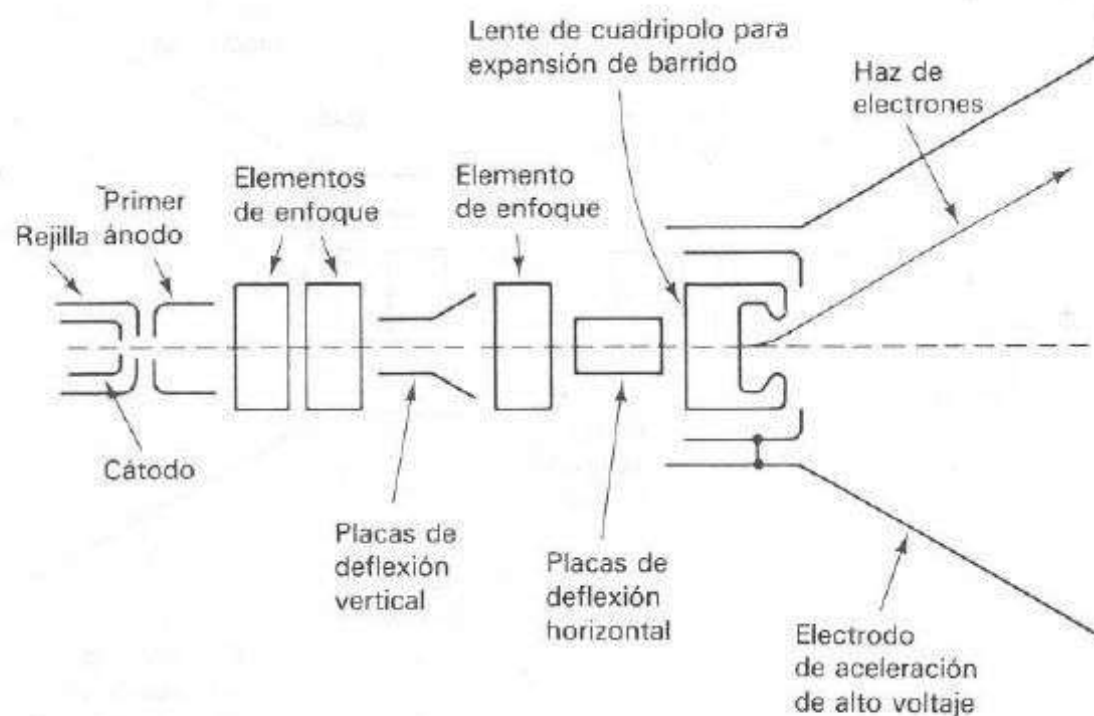 Lente de cuadripolo para
expansión de barrido
Haz de
electrones
Elementos
de enfoque
Elemento
de enfoque
Primer
ánodo
Rejilla
Cátodo
Placas de
deflexión
vertical
Placas de
deflexión
horizontal
Electrodo
de aceleración
de alto voltaje